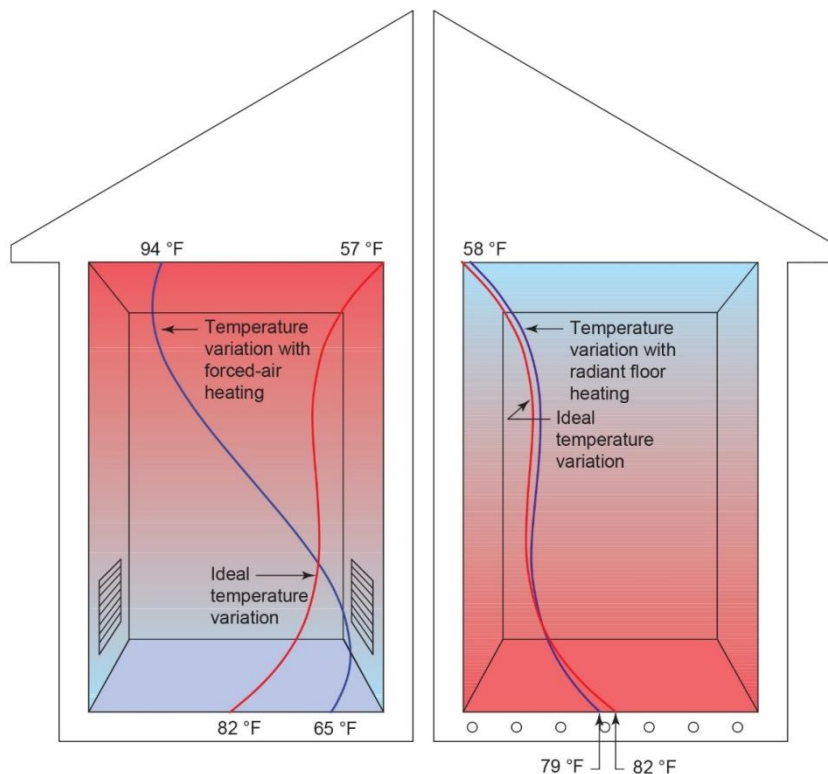 94 °F
57 °F
58 °F
Temperature
variation with
forced-air
heating
Ideal
temperature
variation
82 °F
65 °F
Temperature
variation with
radiant floor
heating
Ideal
temperature
variation
79 °F
82 °F